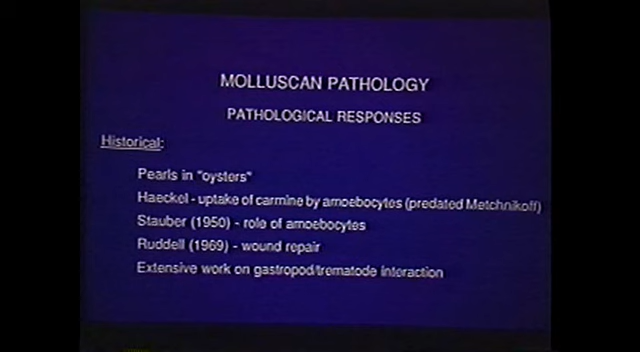 MOLLUSCAN PATHOLOGY
PATHOLOGICAL RESPONSES
Historical:
Pearls in "oysters"
Haeckel - uptake of carmine by amoebocytes (predated Metchnikoff)
Stauber (1950) - role of amoebocytes
Ruddell (1969) - wound repair
Extensive work on gastropod/trematode interaction